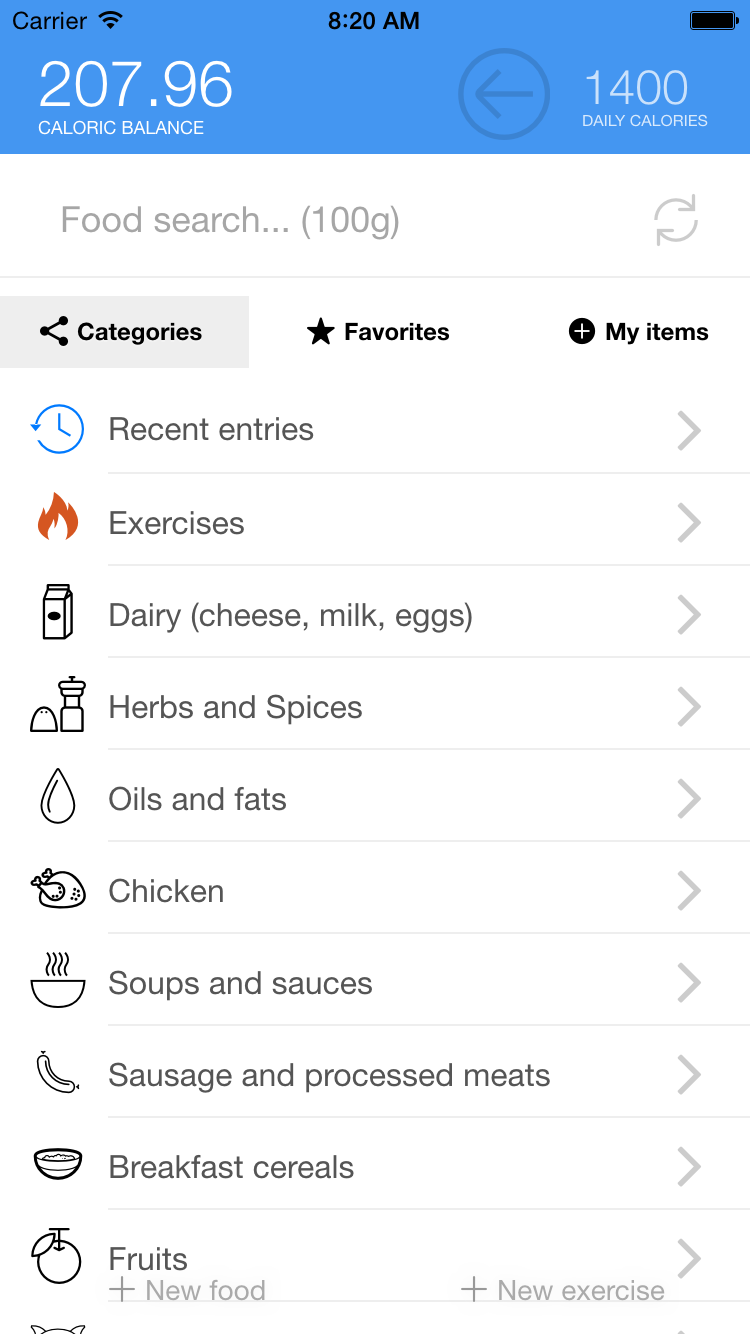 Carrier 8:20 AM
207.96 1400
CALORIC BALANCE DAILY CALORIES
Food search... (100g)
Categories Favorites My items
Recent entries
Exercises
Dairy (cheese, milk, eggs)
Herbs and Spices
Oils and fats
Chicken
Soups and sauces
Sausage and processed meats
Breakfast cereals
Fruits
New food New exercise